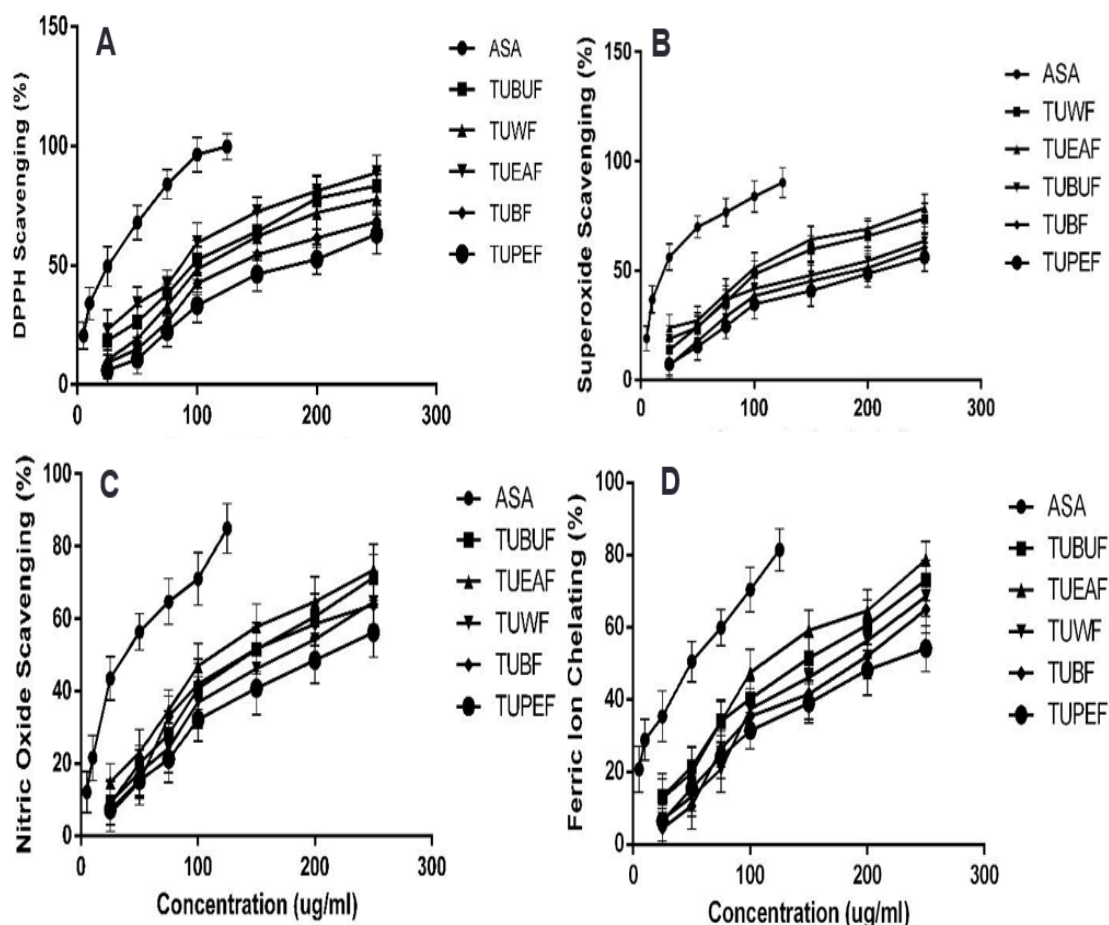 A
DPPH Scavenging (%)
150
100
50
0
0 100 200 300
ASA
TUBUF
TUWF
TUEAF
TUBF
TUPEF
B
Superoxide Scavenging (%)
150
100
50
0
0 100 200 300
ASA
TUWF
TUEAF
TUBUF
TUBF
TUPEF
C
Nitric Oxide Scavenging (%)
100
80
60
40
20
0
0 100 200 300
Concentration (ug/ml)
ASA
TUBUF
TUEAF
TUWF
TUBF
TUPEF
D
Ferric Ion Chelating (%)
100
80
60
40
20
0
0 100 200 300
Concentration (ug/ml)
ASA
TUBUF
TUEAF
TUWF
TUBF
TUPEF